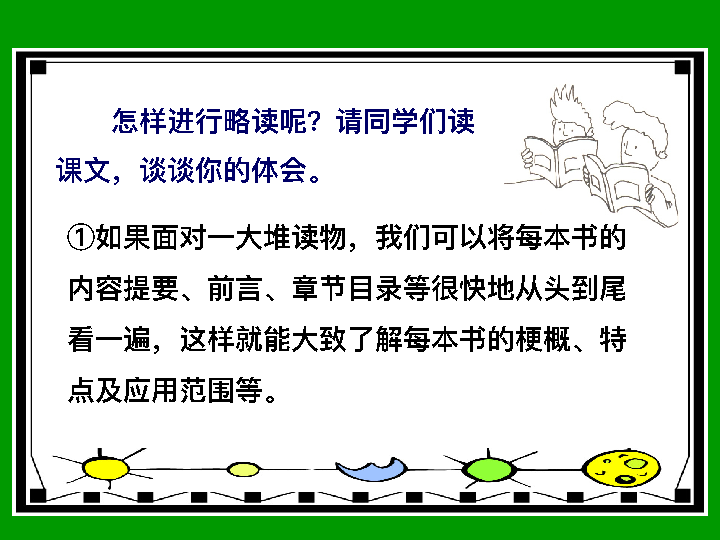 怎样进行略读呢？请同学们读
课文，谈谈你的体会。
①如果面对一大堆读物，我们可以将每本书的
内容提要、前言、章节目录等很快地从头到尾
看一遍，这样就能大致了解每本书的梗概、特
点及应用范围等。